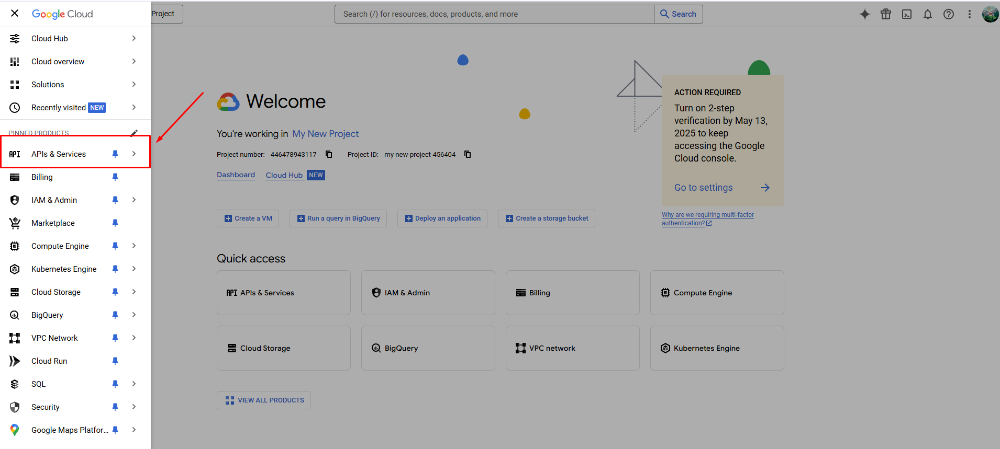 Google Cloud
Project
Search (/) for resources, docs, products, and more
Search
Cloud Hub
Cloud overview
Solutions
Recently visited NEW
PINNED PRODUCTS
API APIs & Services
Billing
IAM & Admin
Marketplace
Compute Engine
Kubernetes Engine
Cloud Storage
BigQuery
VPC Network
Cloud Run
SQL
Security
Google Maps Platfor...
Welcome
You're working in My New Project
Project number: 446478943117 Project ID: my-new-project-456404
Dashboard Cloud Hub NEW
Create a VM Run a query in BigQuery Deploy an application Create a storage bucket
ACTION REQUIRED
Turn on 2-step
verification by May 13,
2025 to keep
accessing the Google
Cloud console.
Go to settings
Why are we requiring multi-factor
authentication?
Quick access
API APIs & Services IAM & Admin Billing Compute Engine
Cloud Storage BigQuery VPC network Kubernetes Engine
VIEW ALL PRODUCTS